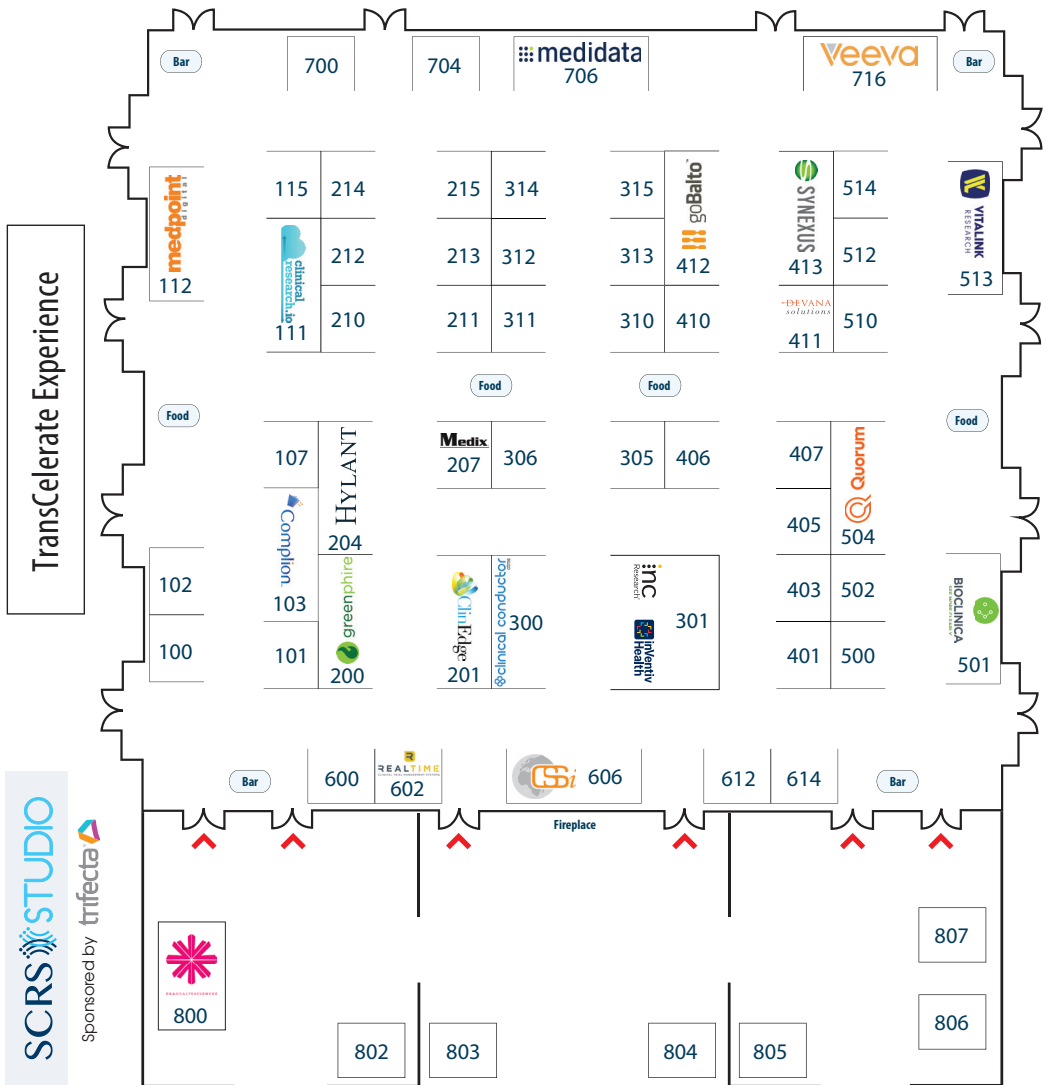 Bar
700
704
medidata
706
veeva
716
Bar
medpoint
digital
112
115
214
215
314
315
goBalto
412
SYNEXUS
413
514
VITALINK
RESEARCH
513
clinical
research.io
111
212
213
312
313
512
210
211
311
310
410
DEVANA
solutions
411
510
TransCelerate Experience
Food
Food
Food
Food
107
HYLANT
204
Medix
207
306
305
406
407
Quorum
504
Complion
103
405
102
greenphire
200
ClinEdge
201
clinical conductor
300
inc
Research
inVentiv
Health
301
403
502
BIOCLINICA
501
100
101
401
500
Bar
600
REALTIME
602
CSSi
606
612
614
Bar
Fireplace
SCRS STUDIO
Sponsored by trifecta
800
802
803
804
805
807
806